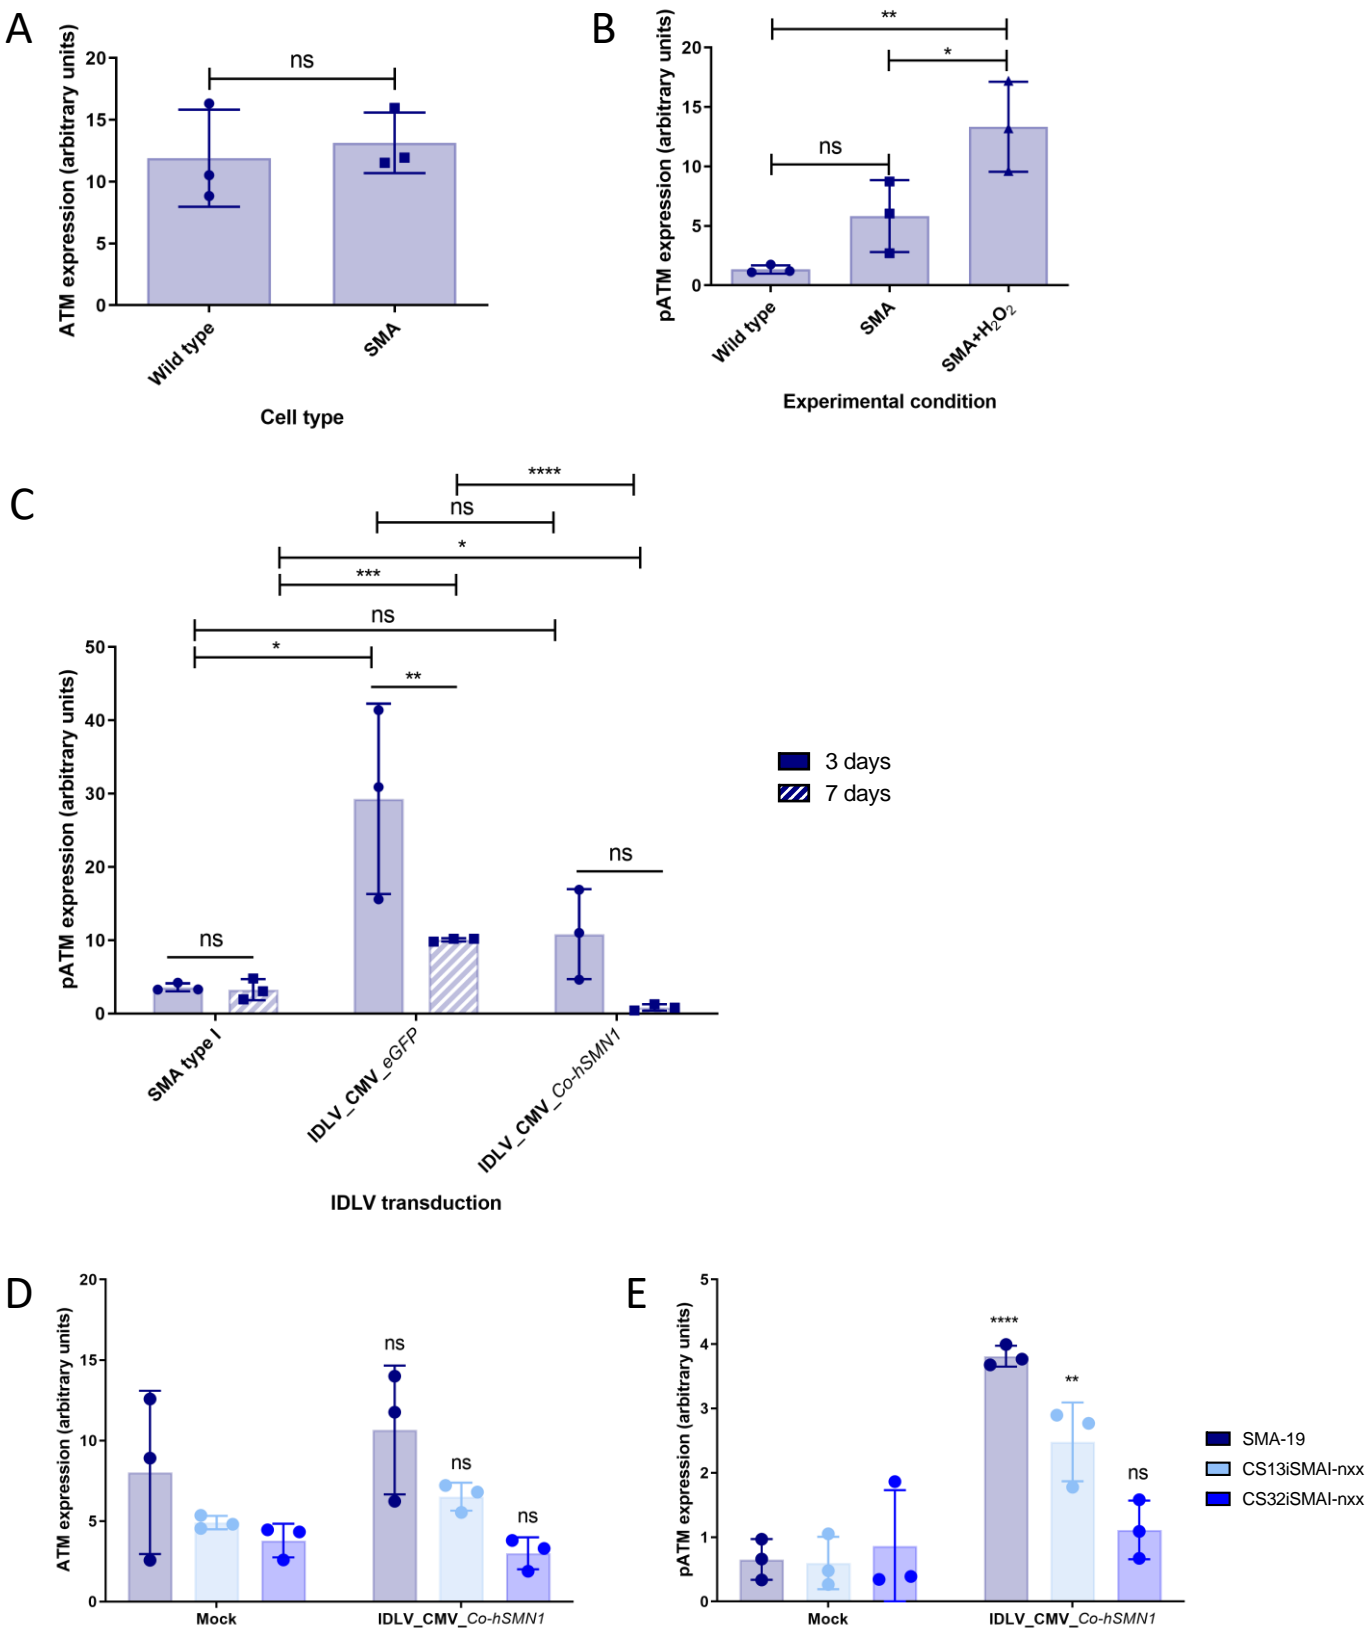 A
ATM expression (arbitrary units)
20
15
10
5
0
ns
Wild type
SMA
Cell type
B
pATM expression (arbitrary units)
20
15
10
5
0
**
*
ns
Wild type
SMA
SMA+H₂O₂
Experimental condition
C
****
ns
*
***
ns
*
**
pATM expression (arbitrary units)
50
40
30
20
10
0
ns
ns
3 days
7 days
SMA type I
IDLV_CMV_eGFP
IDLV_CMV_Co-hSMN1
IDLV transduction
D
ATM expression (arbitrary units)
20
15
10
5
0
ns
ns
ns
Mock
IDLV_CMV_Co-hSMN1
E
pATM expression (arbitrary units)
5
4
3
2
1
0
****
**
ns
Mock
IDLV_CMV_Co-hSMN1
SMA-19
CS13iSMAI-nxx
CS32iSMAI-nxx